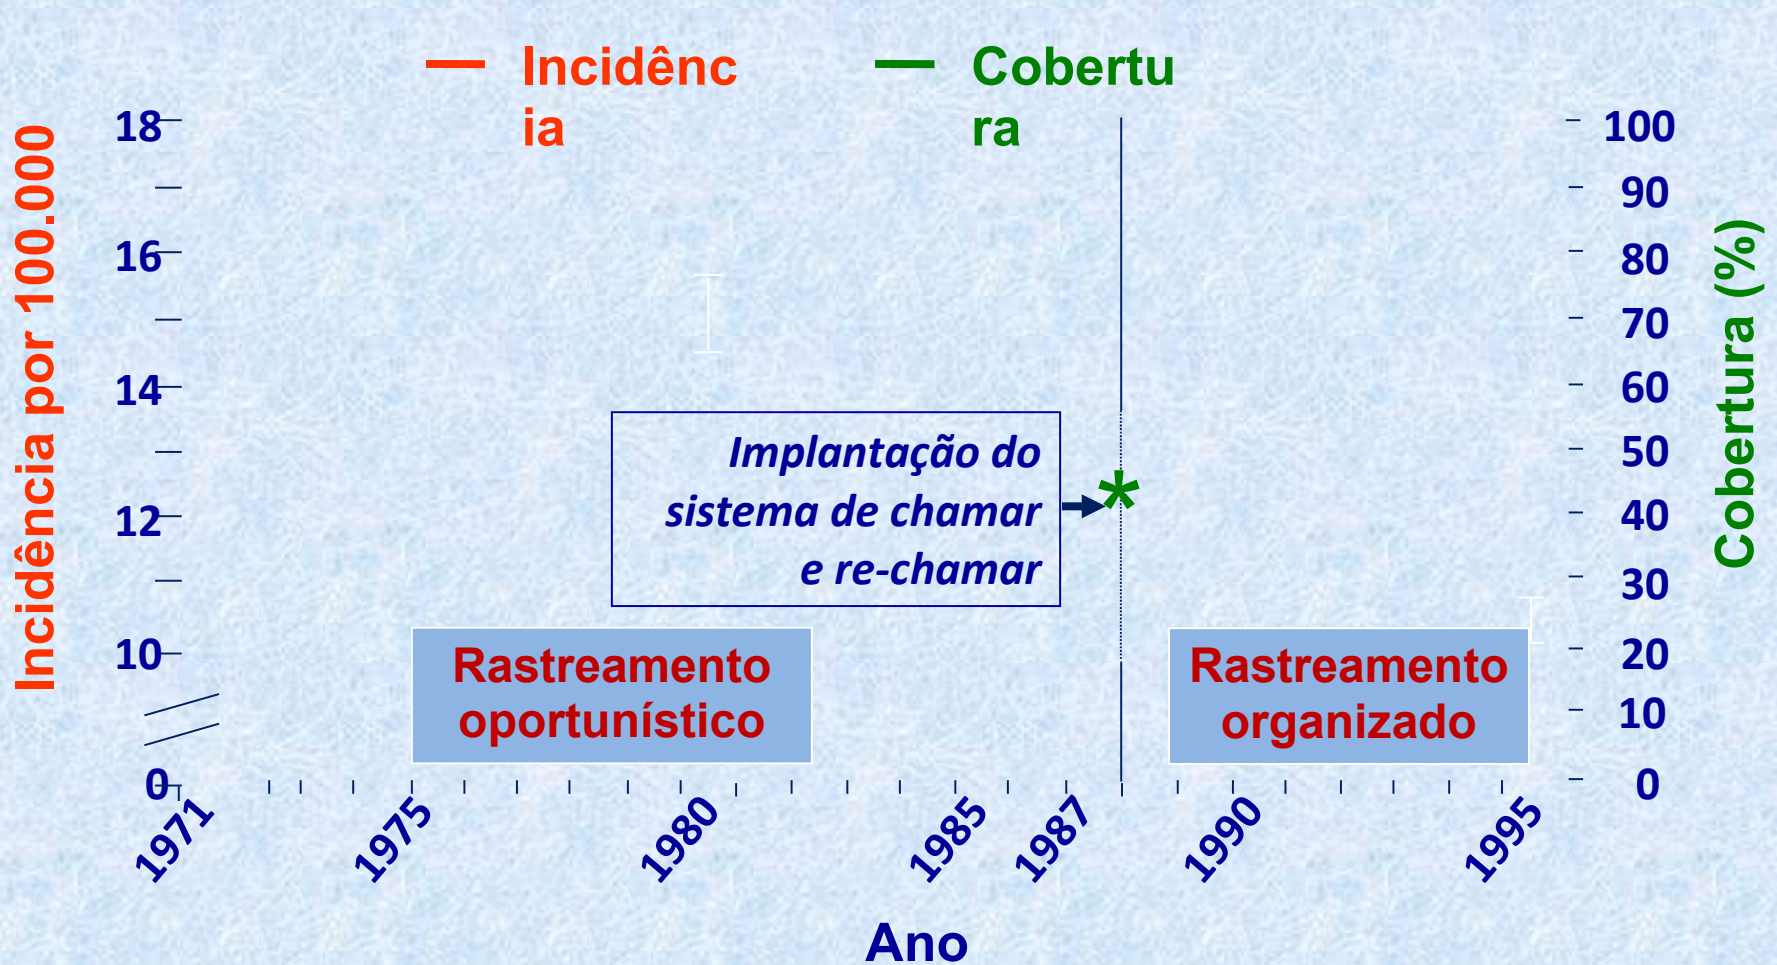 Incidênc
ia
Cobertu
ra
Incidência por 100.000
18
16
14
12
10
0
100
90
80
70
60
50
40
30
20
10
0
Cobertura (%)
Implantação do
sistema de chamar
e re-chamar
*
Rastreamento
oportunístico
Rastreamento
organizado
1971
1975
1980
1985
1987
1990
1995
Ano